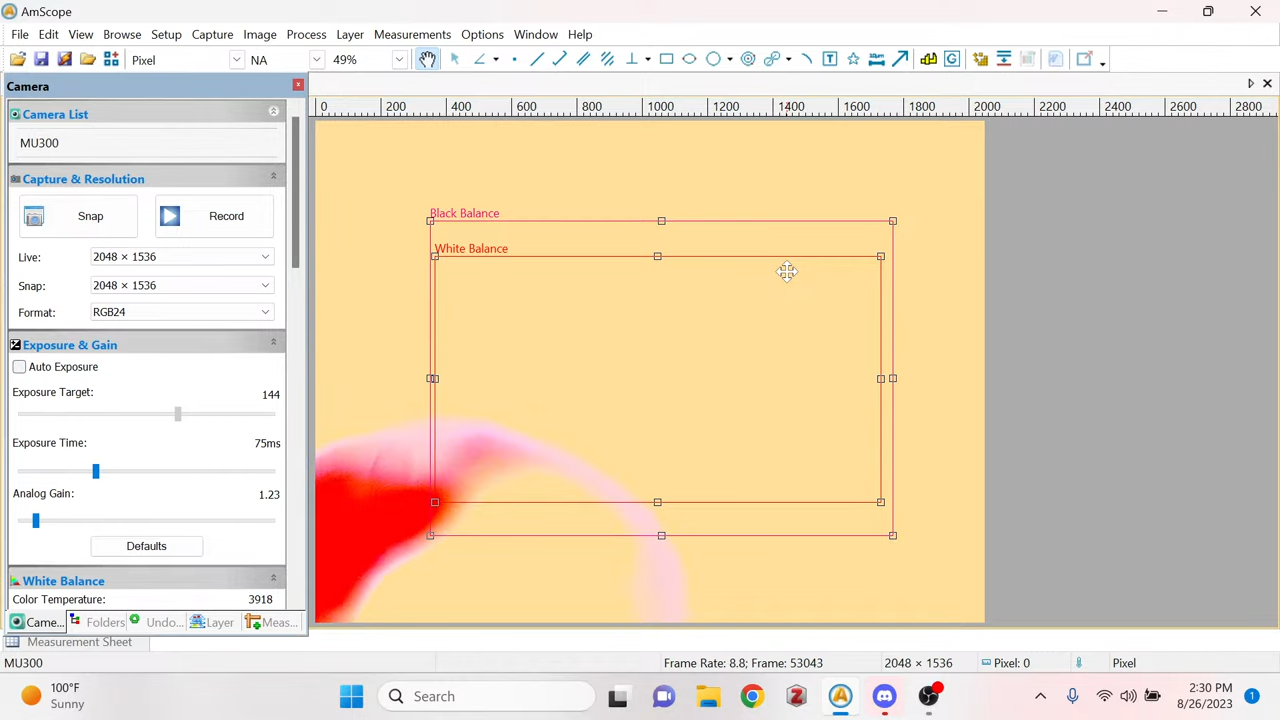 AmScope
File Edit View Browse Setup Capture Image Process Layer Measurements Options Window Help
Pixel NA 49%
Camera
0 200 400 600 800 1000 1200 1400 1600 1800 2000 2200 2400 2600 2800
Camera List
MU300
Capture & Resolution
Snap Record
Live: 2048 × 1536
Snap: 2048 × 1536
Format: RGB24
Exposure & Gain
Auto Exposure
Exposure Target: 144
Exposure Time: 75ms
Analog Gain: 1.23
Defaults
White Balance
Color Temperature: 3918
Black Balance
White Balance
Came... Folders Undo... Layer Meas...
Measurement Sheet
MU300 Frame Rate: 8.8; Frame: 53043 2048 × 1536 Pixel: 0 Pixel
100°F
Sunny
Search
2:30 PM
8/26/2023
1